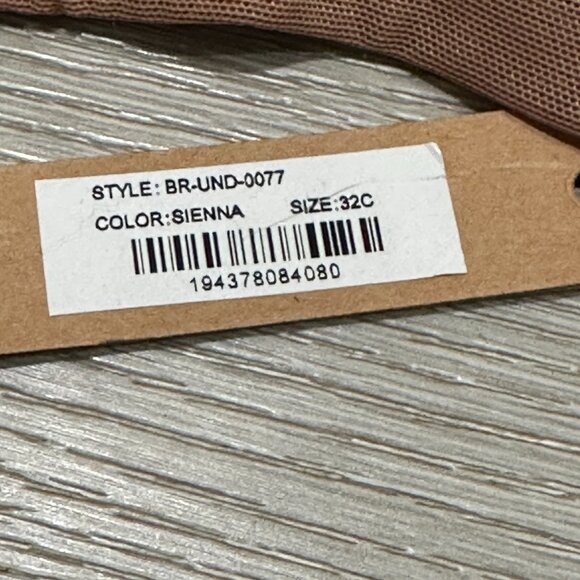 STYLE: BR-UND-0077
COLOR:SIENNA SIZE:32C
194378084080